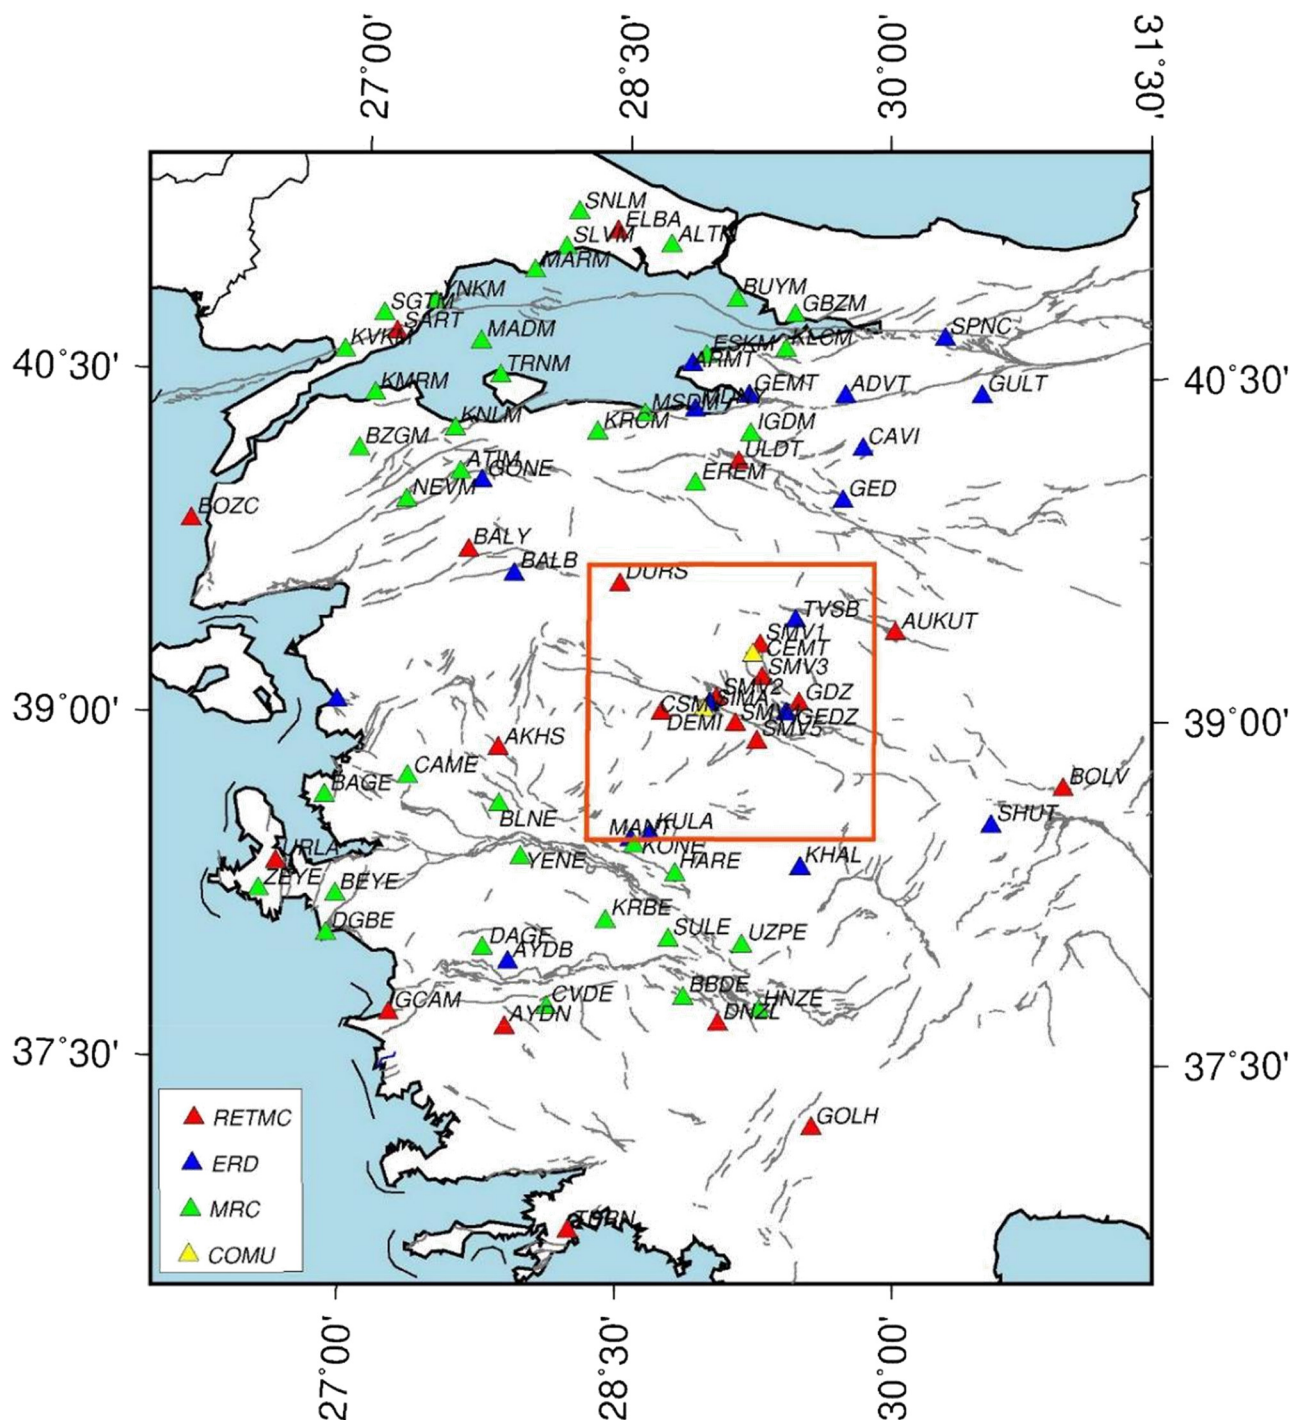 27°00'
28°30'
30°00'
31°30'
SNLM
ELBA
SLVM
ALTN
MARM
YNKM
BUYM
SGTM
GBZM
SART
SPNC
MADM
KVKM
ESKM
KLCM
40°30'
TRNM
ARMT
40°30'
KMRM
GEMT
ADVT
GULT
MSDM
MDNY
KNLM
KRCM
IGDM
BZGM
CAVI
ULDT
ATIM
GONE
EREM
NEVM
GED
BOZC
BALY
BALB
DURS
TVSB
AUKUT
SMV1
CEMT
SMV3
SMV2
GDZ
39°00'
CSM
SIMA
GEDZ
39°00'
DEMI
SMV5
AKHS
CAME
BOLV
BAGE
BLNE
SHUT
MANT
KULA
KONE
URLA
YENE
HARE
KHAL
ZEYE
BEYE
KRBE
DGBE
DAGE
SULE
UZPE
AYDB
BBDE
IGCAM
CVDE
HNZE
AYDN
DNZL
37°30'
37°30'
RETMC
GOLH
ERD
MRC
COMU
27°00'
28°30'
30°00'